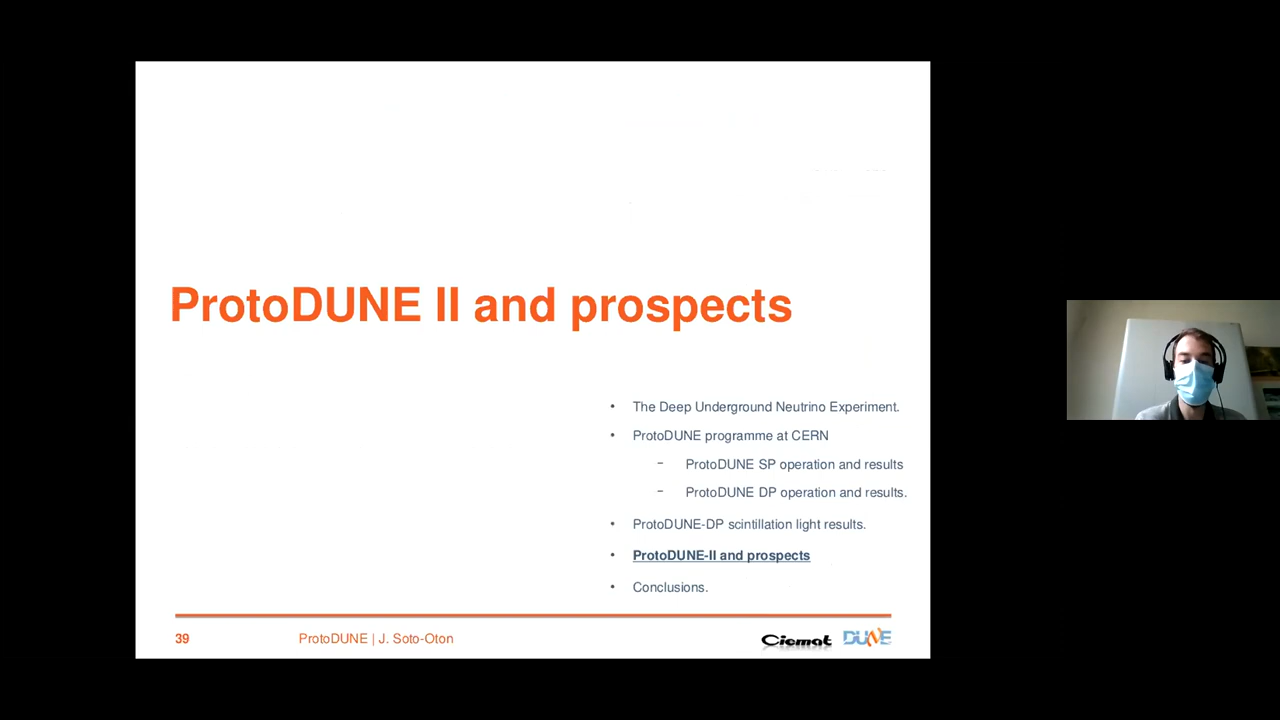 ProtoDUNE II and prospects
• The Deep Underground Neutrino Experiment.
• ProtoDUNE programme at CERN
– ProtoDUNE SP operation and results
– ProtoDUNE DP operation and results.
• ProtoDUNE-DP scintillation light results.
• ProtoDUNE-II and prospects
• Conclusions.
39 ProtoDUNE | J. Soto-Oton Ciemat DUNE